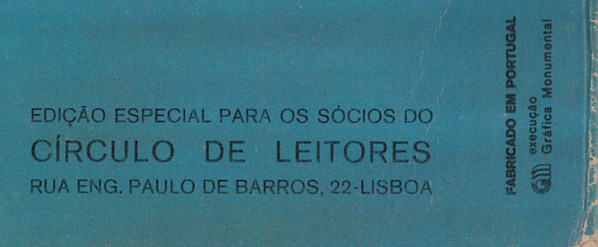 EDIÇÃO ESPECIAL PARA OS SÓCIOS DO
CÍRCULO DE LEITORES
RUA ENG. PAULO DE BARROS, 22-LISBOA
FABRICADO EM PORTUGAL
execução
Gráfica Monumental